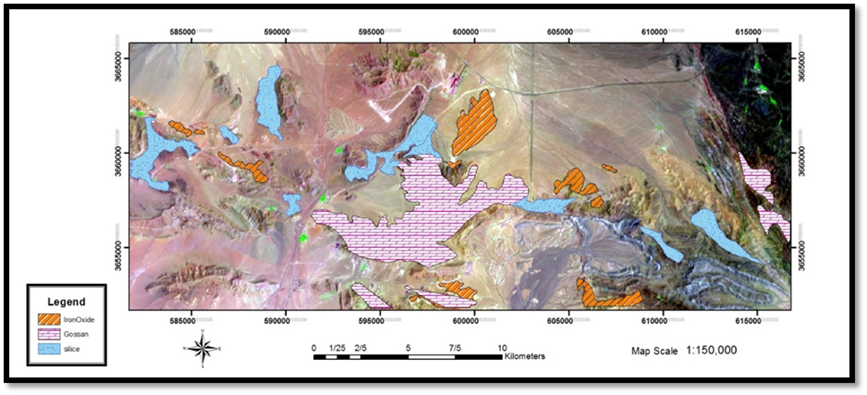 585000 590000 595000 600000 605000 610000 615000
3665000 3665000
3660000 3660000
3655000 3655000
585000 590000 595000 600000 605000 610000 615000
Legend
IronOxide
Gossan
silice
N
0 1/25 2/5 5 7/5 10
Kilometers
Map Scale 1:150,000